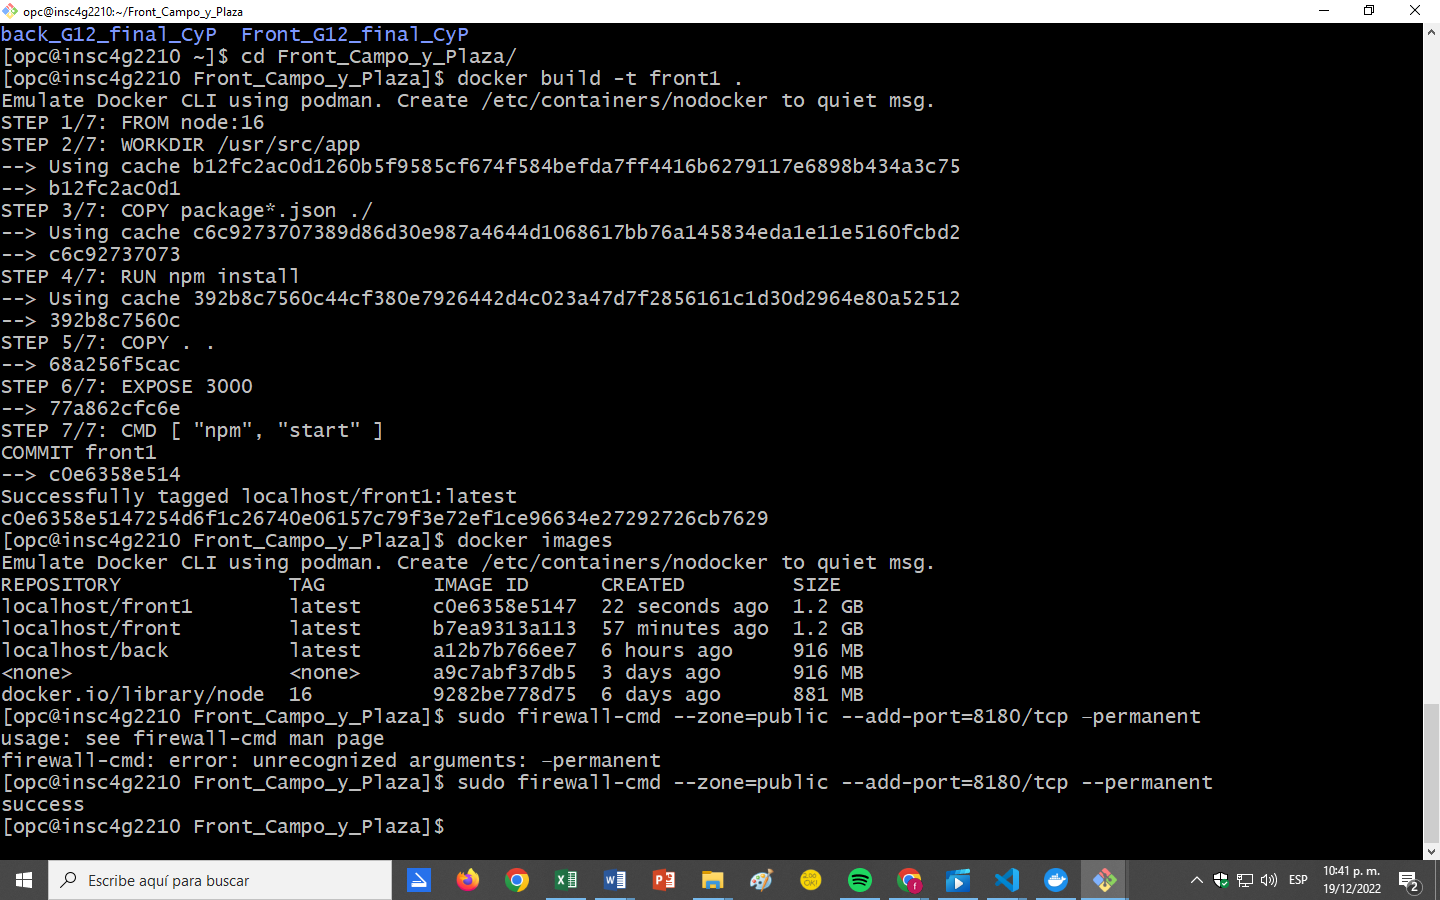 opc@insc4g2210:~/Front_Campo_y_Plaza
back_G12_final_CyP  Front_G12_final_CyP
[opc@insc4g2210 ~]$ cd Front_Campo_y_Plaza/
[opc@insc4g2210 Front_Campo_y_Plaza]$ docker build -t front1 .
Emulate Docker CLI using podman. Create /etc/containers/nodocker to quiet msg.
STEP 1/7: FROM node:16
STEP 2/7: WORKDIR /usr/src/app
--> Using cache b12fc2ac0d1260b5f9585cf674f584befda7ff4416b6279117e6898b434a3c75
--> b12fc2ac0d1
STEP 3/7: COPY package*.json ./
--> Using cache c6c9273707389d86d30e987a4644d1068617bb76a145834eda1e11e5160fcbd2
--> c6c92737073
STEP 4/7: RUN npm install
--> Using cache 392b8c7560c44cf380e7926442d4c023a47d7f2856161c1d30d2964e80a52512
--> 392b8c7560c
STEP 5/7: COPY . .
--> 68a256f5cac
STEP 6/7: EXPOSE 3000
--> 77a862cfc6e
STEP 7/7: CMD [ "npm", "start" ]
COMMIT front1
--> c0e6358e514
Successfully tagged localhost/front1:latest
c0e6358e5147254d6f1c26740e06157c79f3e72ef1ce96634e27292726cb7629
[opc@insc4g2210 Front_Campo_y_Plaza]$ docker images
Emulate Docker CLI using podman. Create /etc/containers/nodocker to quiet msg.
REPOSITORY              TAG         IMAGE ID      CREATED         SIZE
localhost/front1        latest      c0e6358e5147  22 seconds ago  1.2 GB
localhost/front         latest      b7ea9313a113  57 minutes ago  1.2 GB
localhost/back          latest      a12b7b766ee7  6 hours ago     916 MB
<none>                  <none>      a9c7abf37db5  3 days ago      916 MB
docker.io/library/node  16          9282be778d75  6 days ago      881 MB
[opc@insc4g2210 Front_Campo_y_Plaza]$ sudo firewall-cmd --zone=public --add-port=8180/tcp –permanent
usage: see firewall-cmd man page
firewall-cmd: error: unrecognized arguments: –permanent
[opc@insc4g2210 Front_Campo_y_Plaza]$ sudo firewall-cmd --zone=public --add-port=8180/tcp --permanent
success
[opc@insc4g2210 Front_Campo_y_Plaza]$
Escribe aquí para buscar
ESP
10:41 p. m.
19/12/2022
2